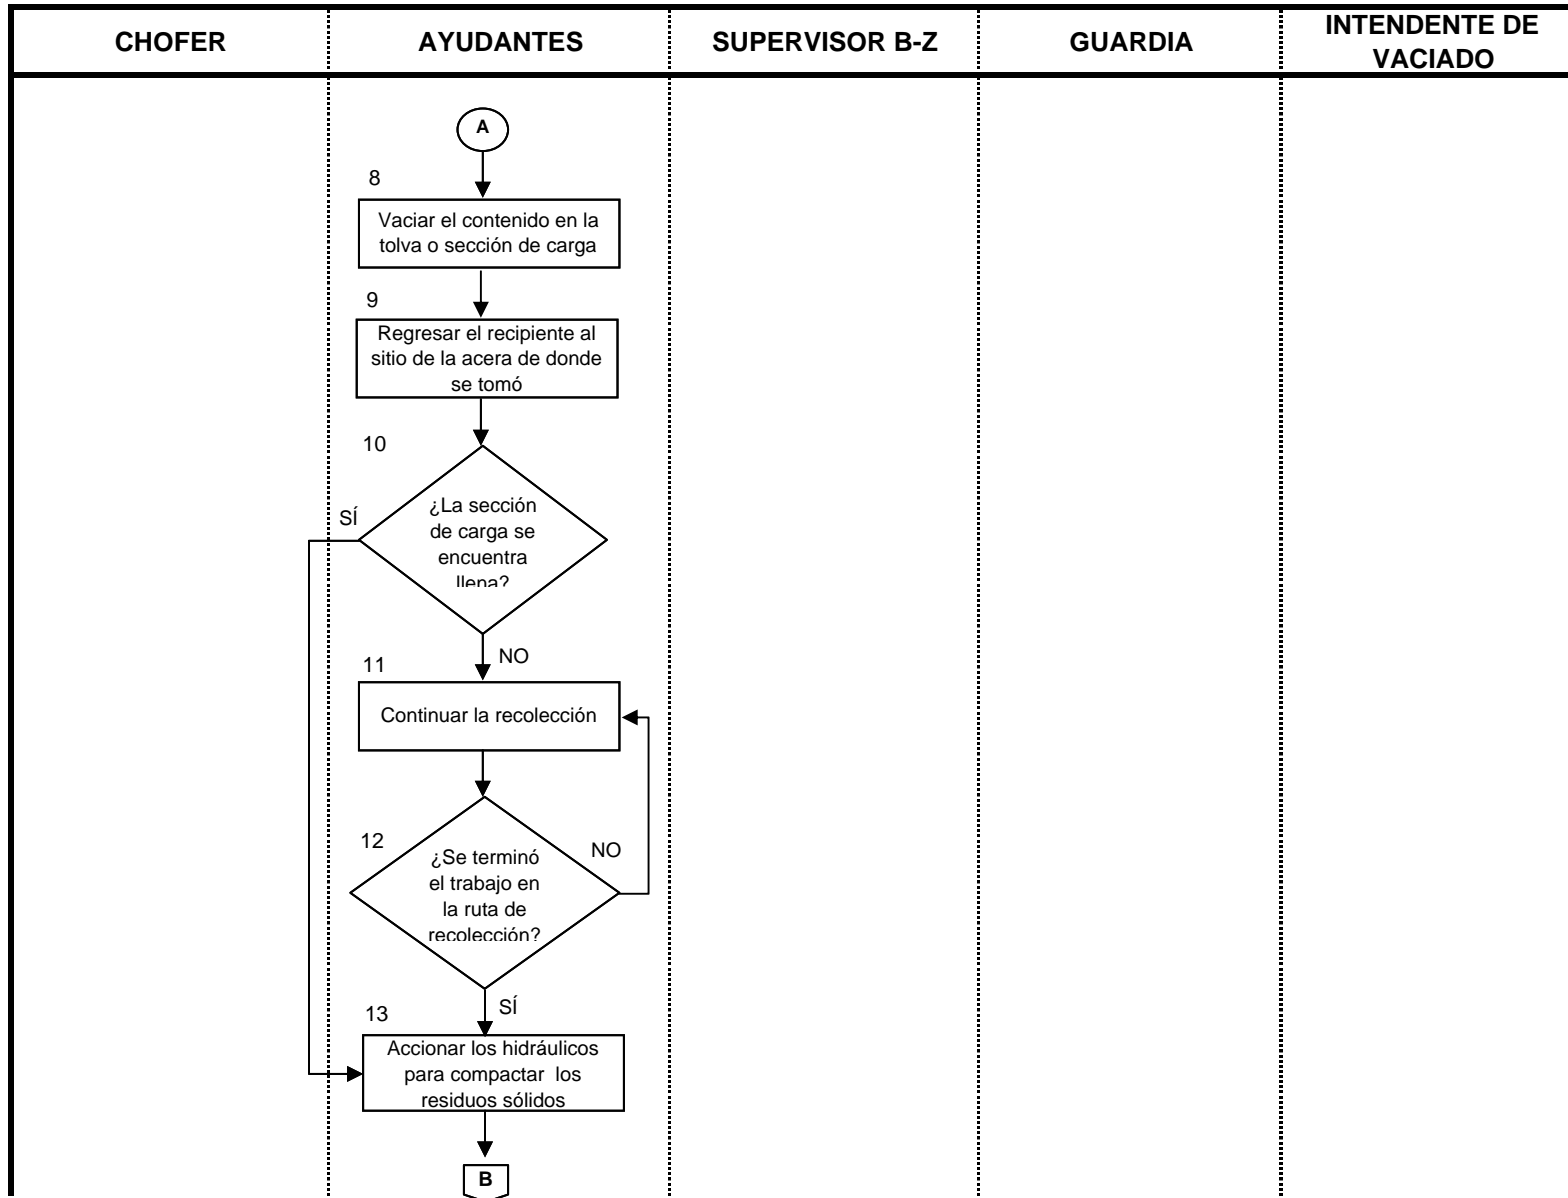 CHOFER
AYUDANTES
SUPERVISOR B-Z
GUARDIA
INTENDENTE DE
VACIADO
A
8
Vaciar el contenido en la
tolva o sección de carga
9
Regresar el recipiente al
sitio de la acera de donde
se tomó
10
SÍ
¿La sección
de carga se
encuentra
llena?
NO
11
Continuar la recolección
12
NO
¿Se terminó
el trabajo en
la ruta de
recolección?
SÍ
13
Accionar los hidráulicos
para compactar los
residuos sólidos
B